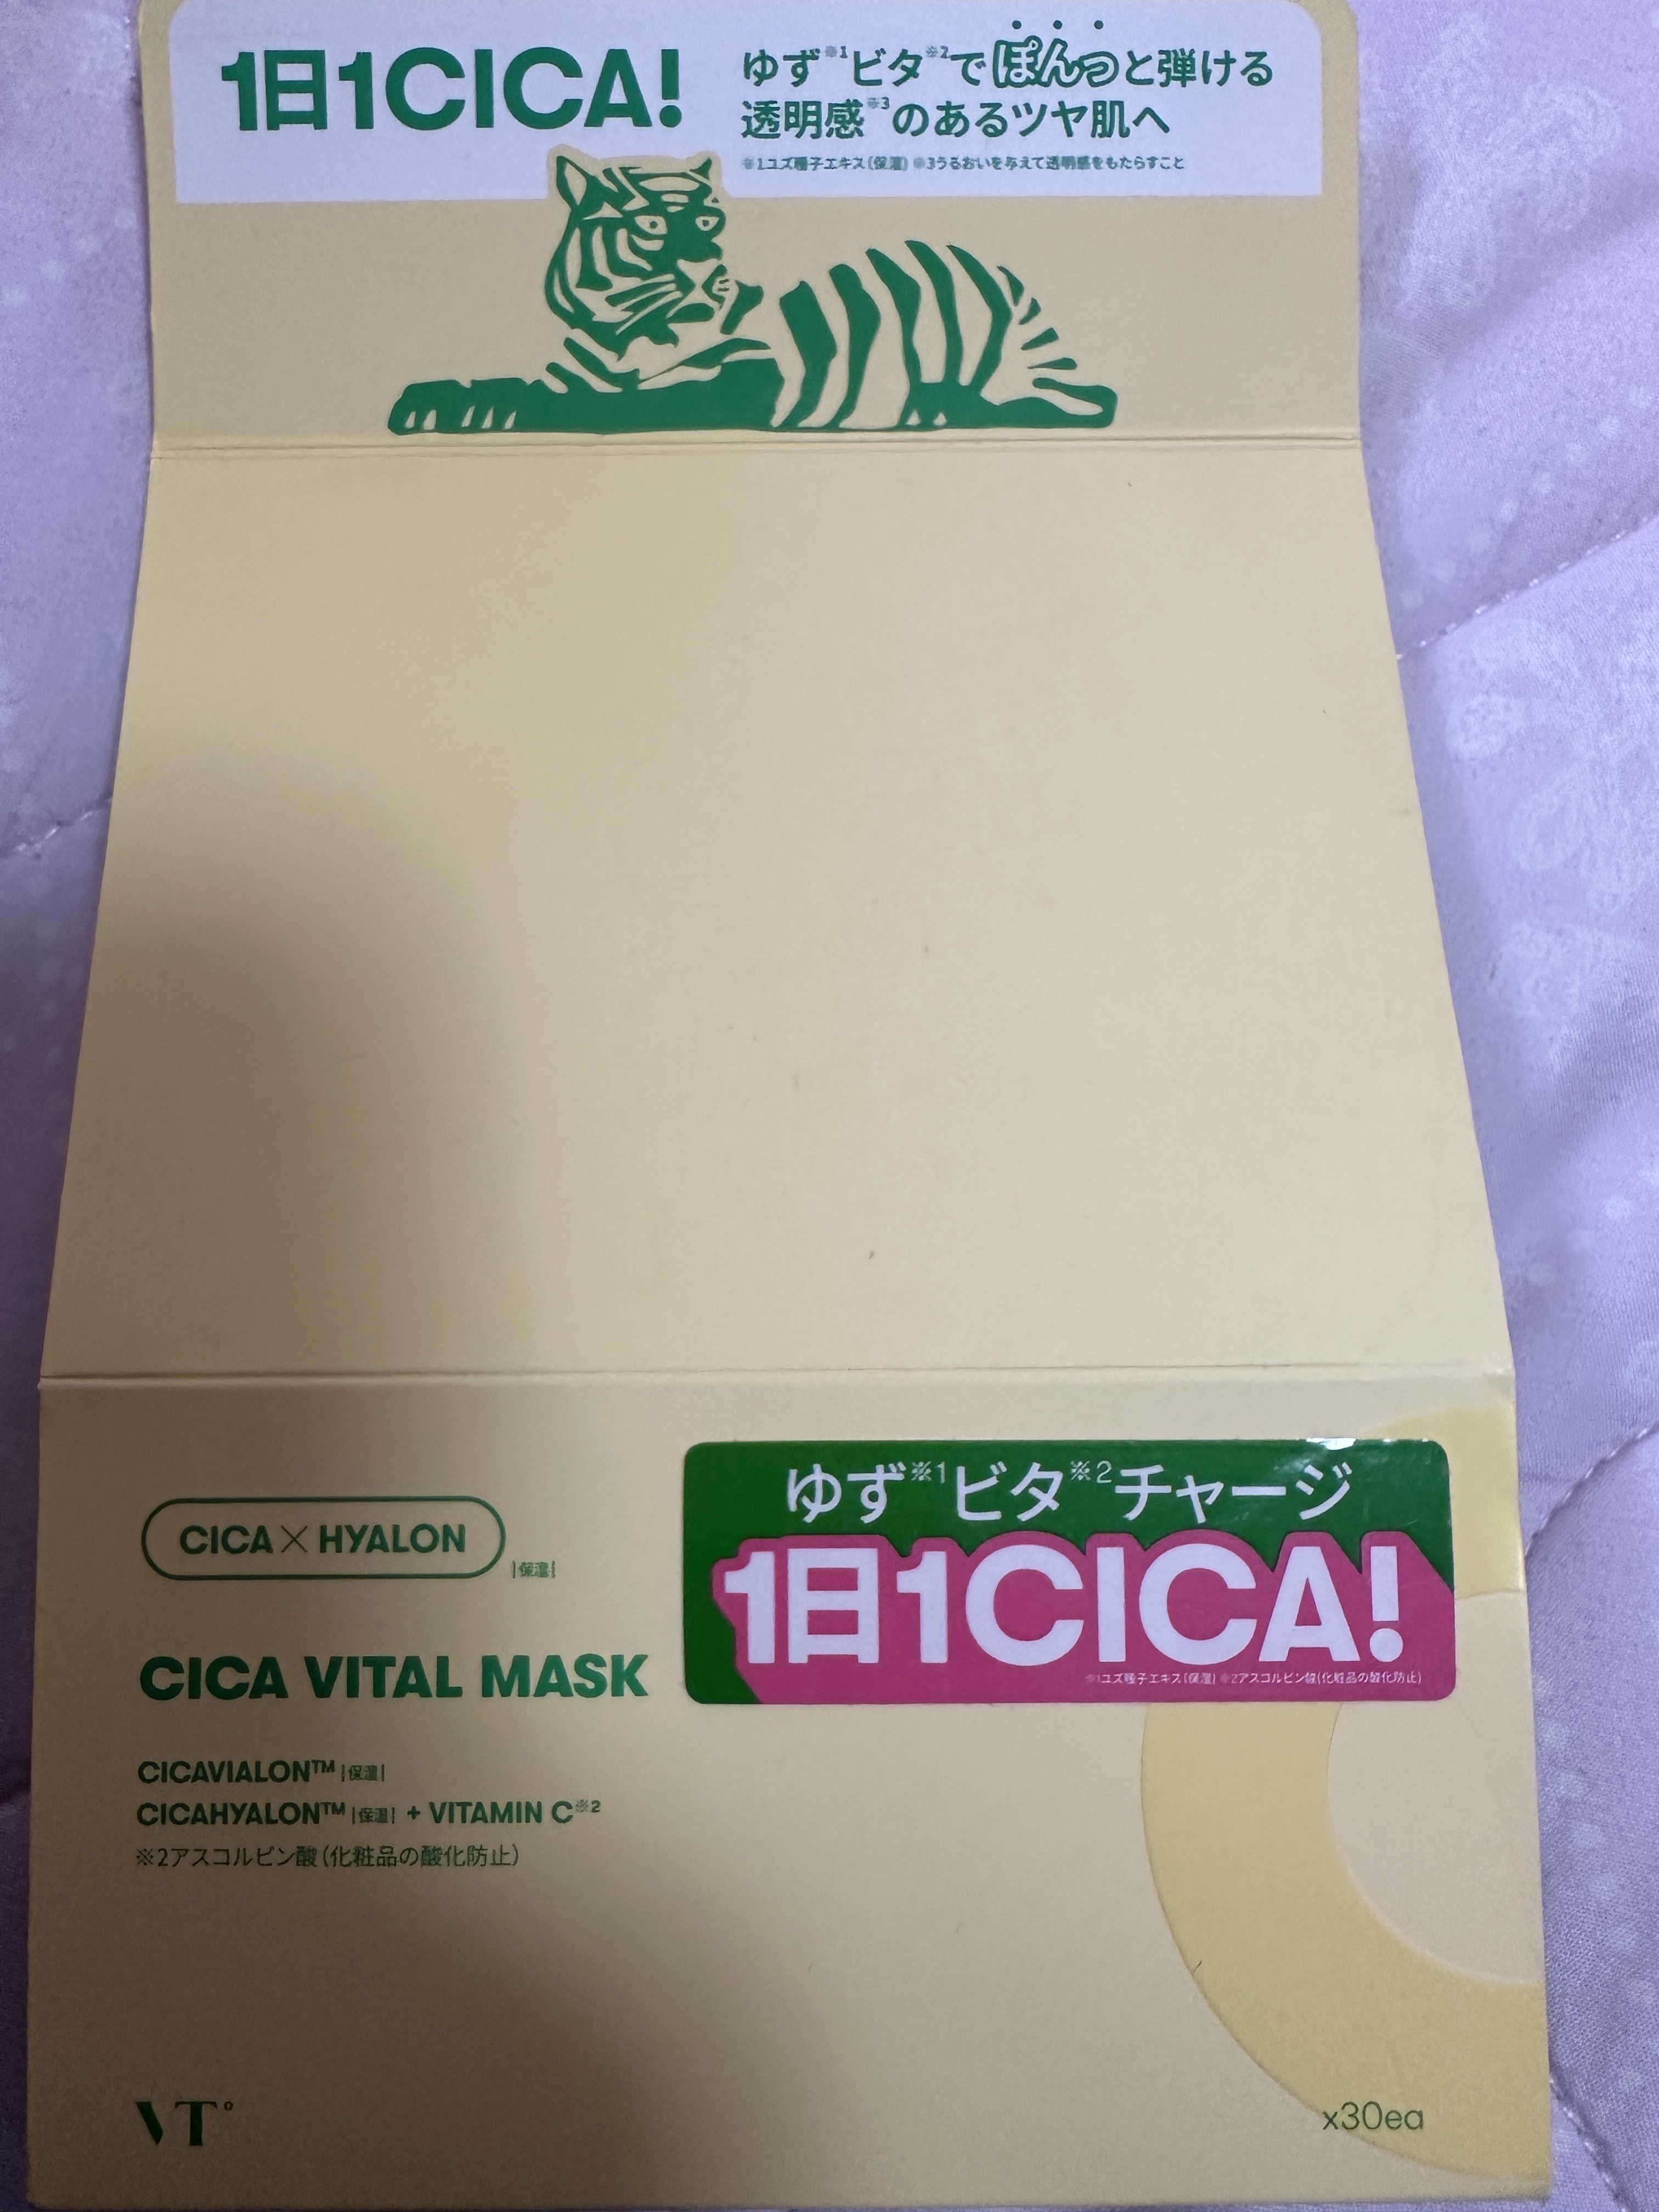 1日1CICA!
ゆず※1ビタ※2でぽんっと弾ける
透明感※3のあるツヤ肌へ
※1ユズ種子エキス(保湿) ※3うるおいを与えて透明感をもたらすこと
ゆず※1ビタ※2チャージ
1日1CICA!
※1ユズ種子エキス(保湿) ※2アスコルビン酸(化粧品の酸化防止)
CICA×HYALON |保湿|
CICA VITAL MASK
CICAVIALON™ |保湿|
CICAHYALON™ |保湿| + VITAMIN C※2
※2アスコルビン酸(化粧品の酸化防止)
VT°
x30ea